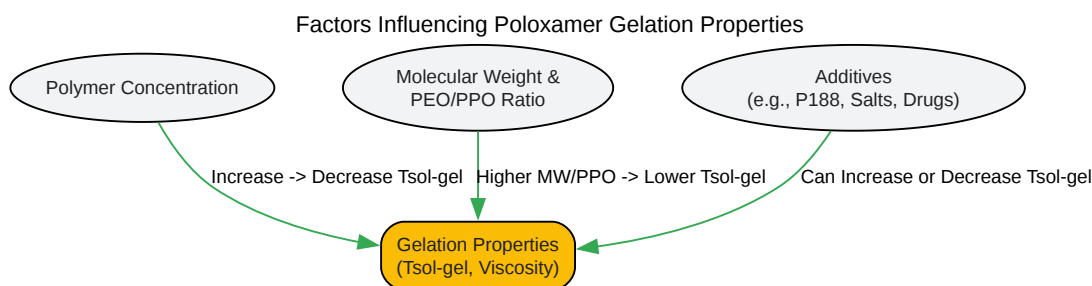 Factors Influencing Poloxamer Gelation Properties
Polymer Concentration
Molecular Weight &
PEO/PPO Ratio
Additives
(e.g., P188, Salts, Drugs)
Increase -> Decrease Tsol-gel
Higher MW/PPO -> Lower Tsol-gel
Can Increase or Decrease Tsol-gel
Gelation Properties
(Tsol-gel, Viscosity)